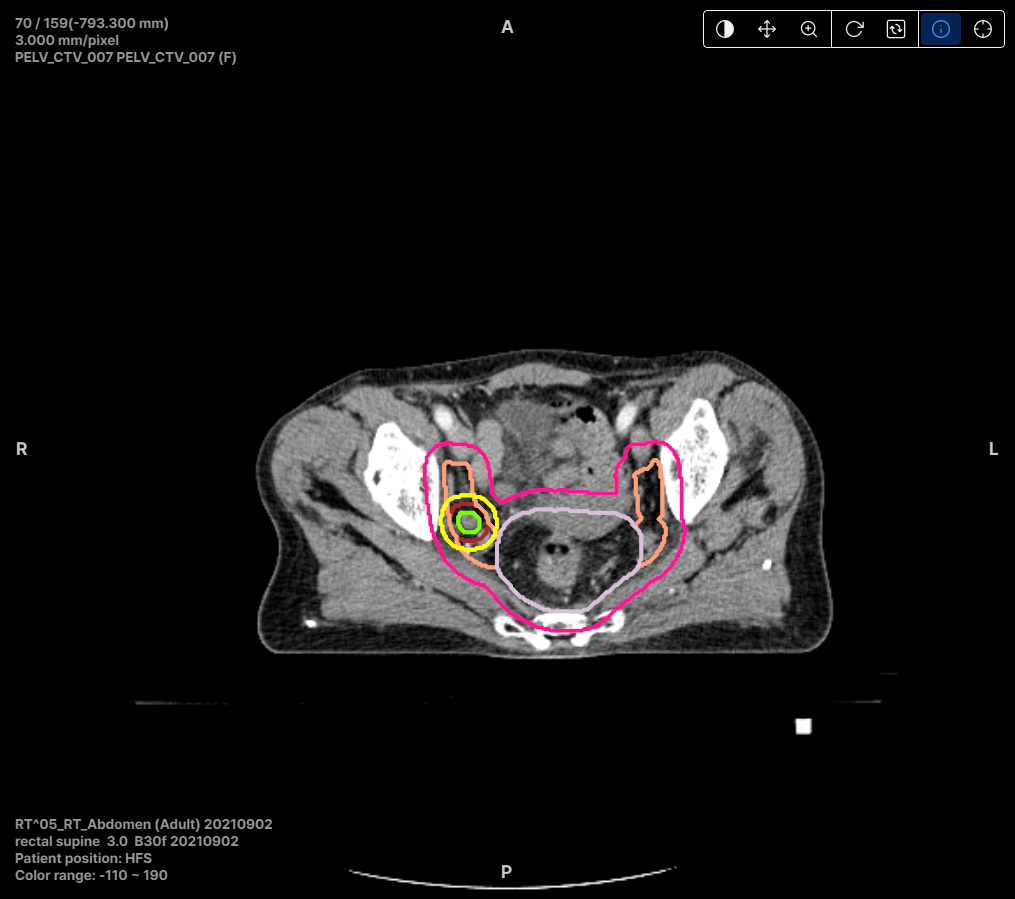 70 / 159(-793.300 mm)
3.000 mm/pixel
PELV_CTV_007 PELV_CTV_007 (F)
A
R
L
RT^05_RT_Abdomen (Adult) 20210902
rectal supine  3.0  B30f 20210902
Patient position: HFS
Color range: -110 ~ 190
P